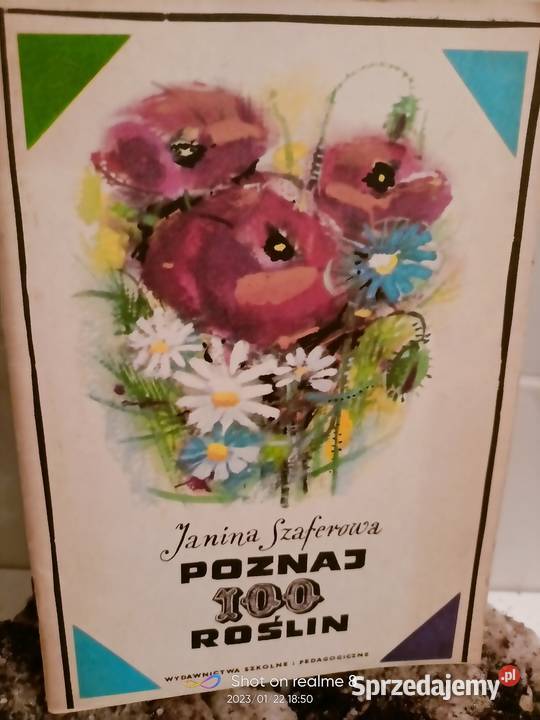 Janina Szaferowa
POZNAJ
100
ROŚLIN
WYDAWNICTWA SZKOLNE I PEDAGOGICZNE
Shot on realme 8
2023/01/22 18:50
Sprzedajemy.pl